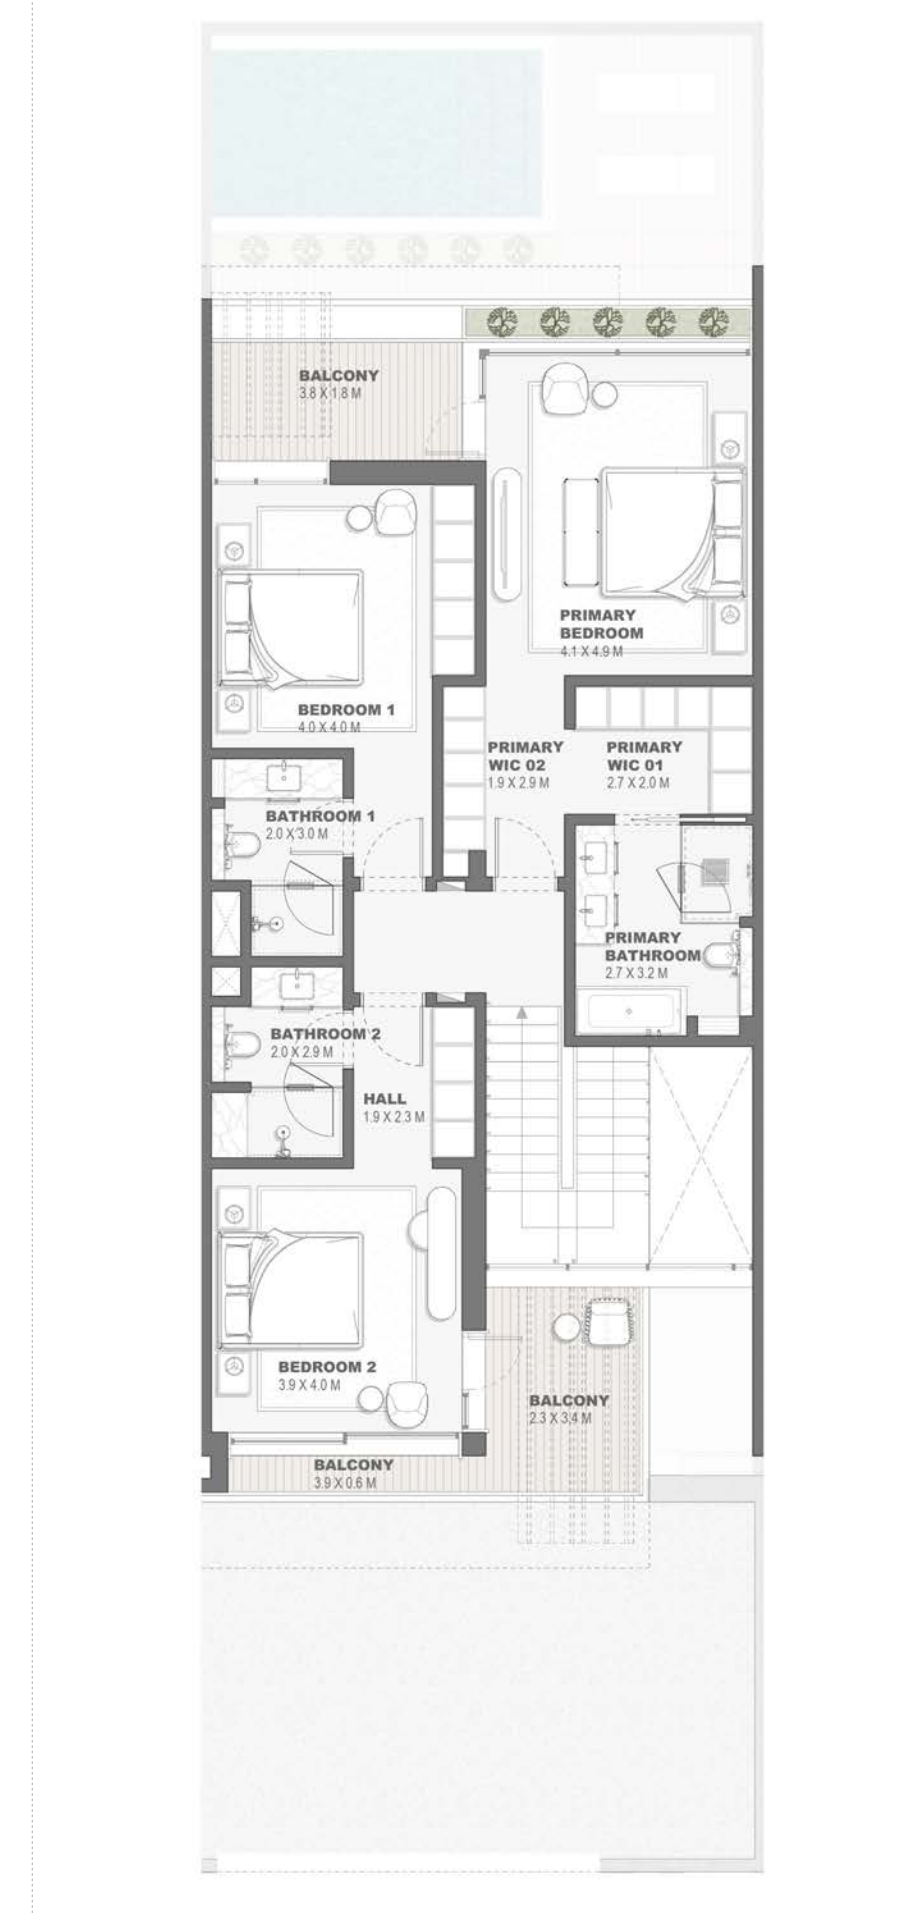 BALCONY
3.8 X 1.8 M
PRIMARY
BEDROOM
4.1 X 4.9 M
BEDROOM 1
4.0 X 4.0 M
PRIMARY
WIC 02
1.9 X 2.9 M
PRIMARY
WIC 01
2.7 X 2.0 M
BATHROOM 1
2.0 X 3.0 M
PRIMARY
BATHROOM
2.7 X 3.2 M
BATHROOM 2
2.0 X 2.9 M
HALL
1.9 X 2.3 M
BEDROOM 2
3.9 X 4.0 M
BALCONY
2.3 X 3.4 M
BALCONY
3.9 X 0.6 M